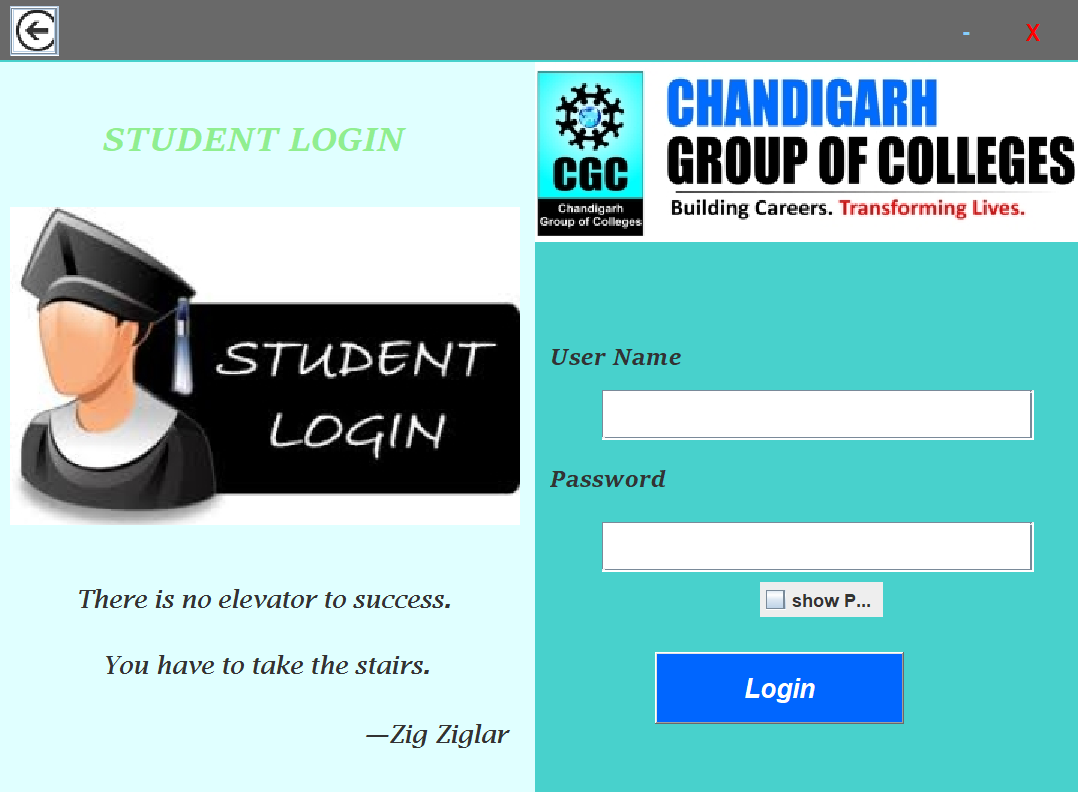 - X
STUDENT LOGIN
STUDENT
LOGIN
There is no elevator to success.
You have to take the stairs.
—Zig Ziglar
CGC
Chandigarh
Group of Colleges
CHANDIGARH
GROUP OF COLLEGES
Building Careers. Transforming Lives.
User Name
Password
show P...
Login